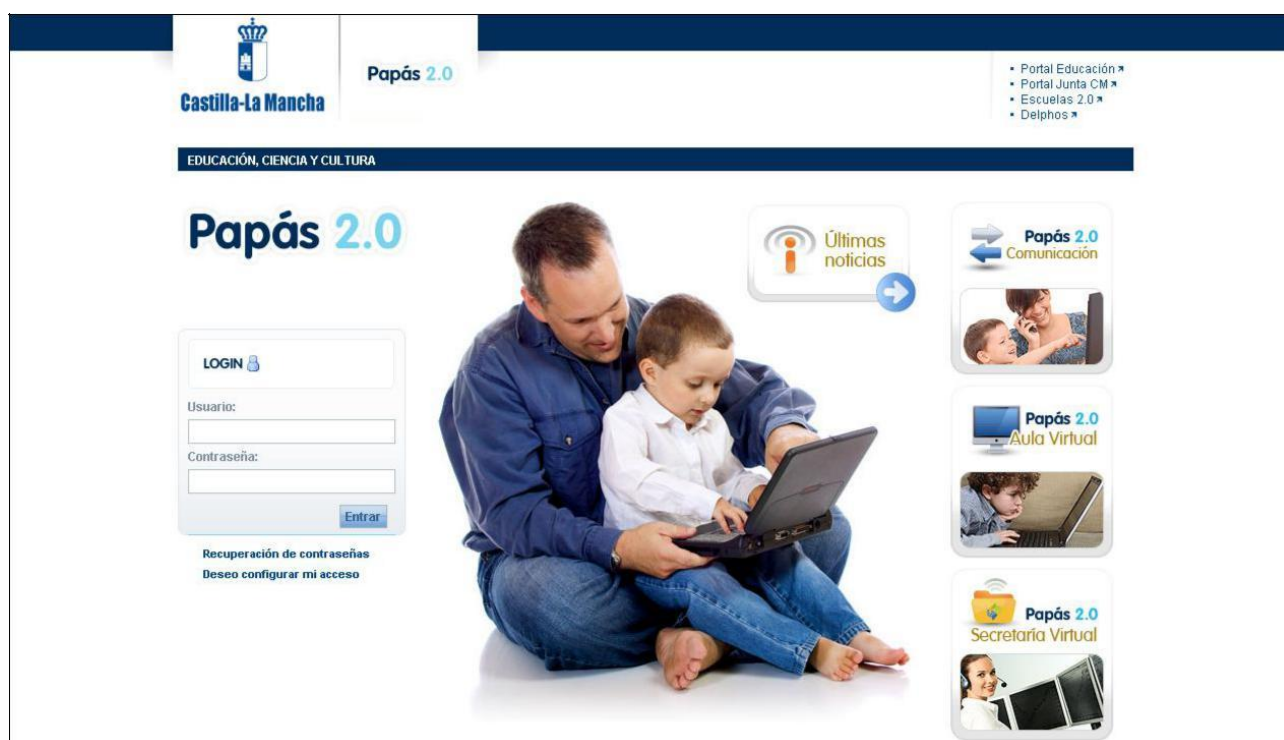 Castilla-La Mancha
Papás 2.0
Portal Educación
Portal Junta CM
Escuelas 2.0
Delphos
EDUCACIÓN, CIENCIA Y CULTURA
Papás 2.0
LOGIN
Usuario:
Contraseña:
Entrar
Recuperación de contraseñas
Deseo configurar mi acceso
Últimas
noticias
Papás 2.0
Comunicación
Papás 2.0
Aula Virtual
Papás 2.0
Secretaría Virtual